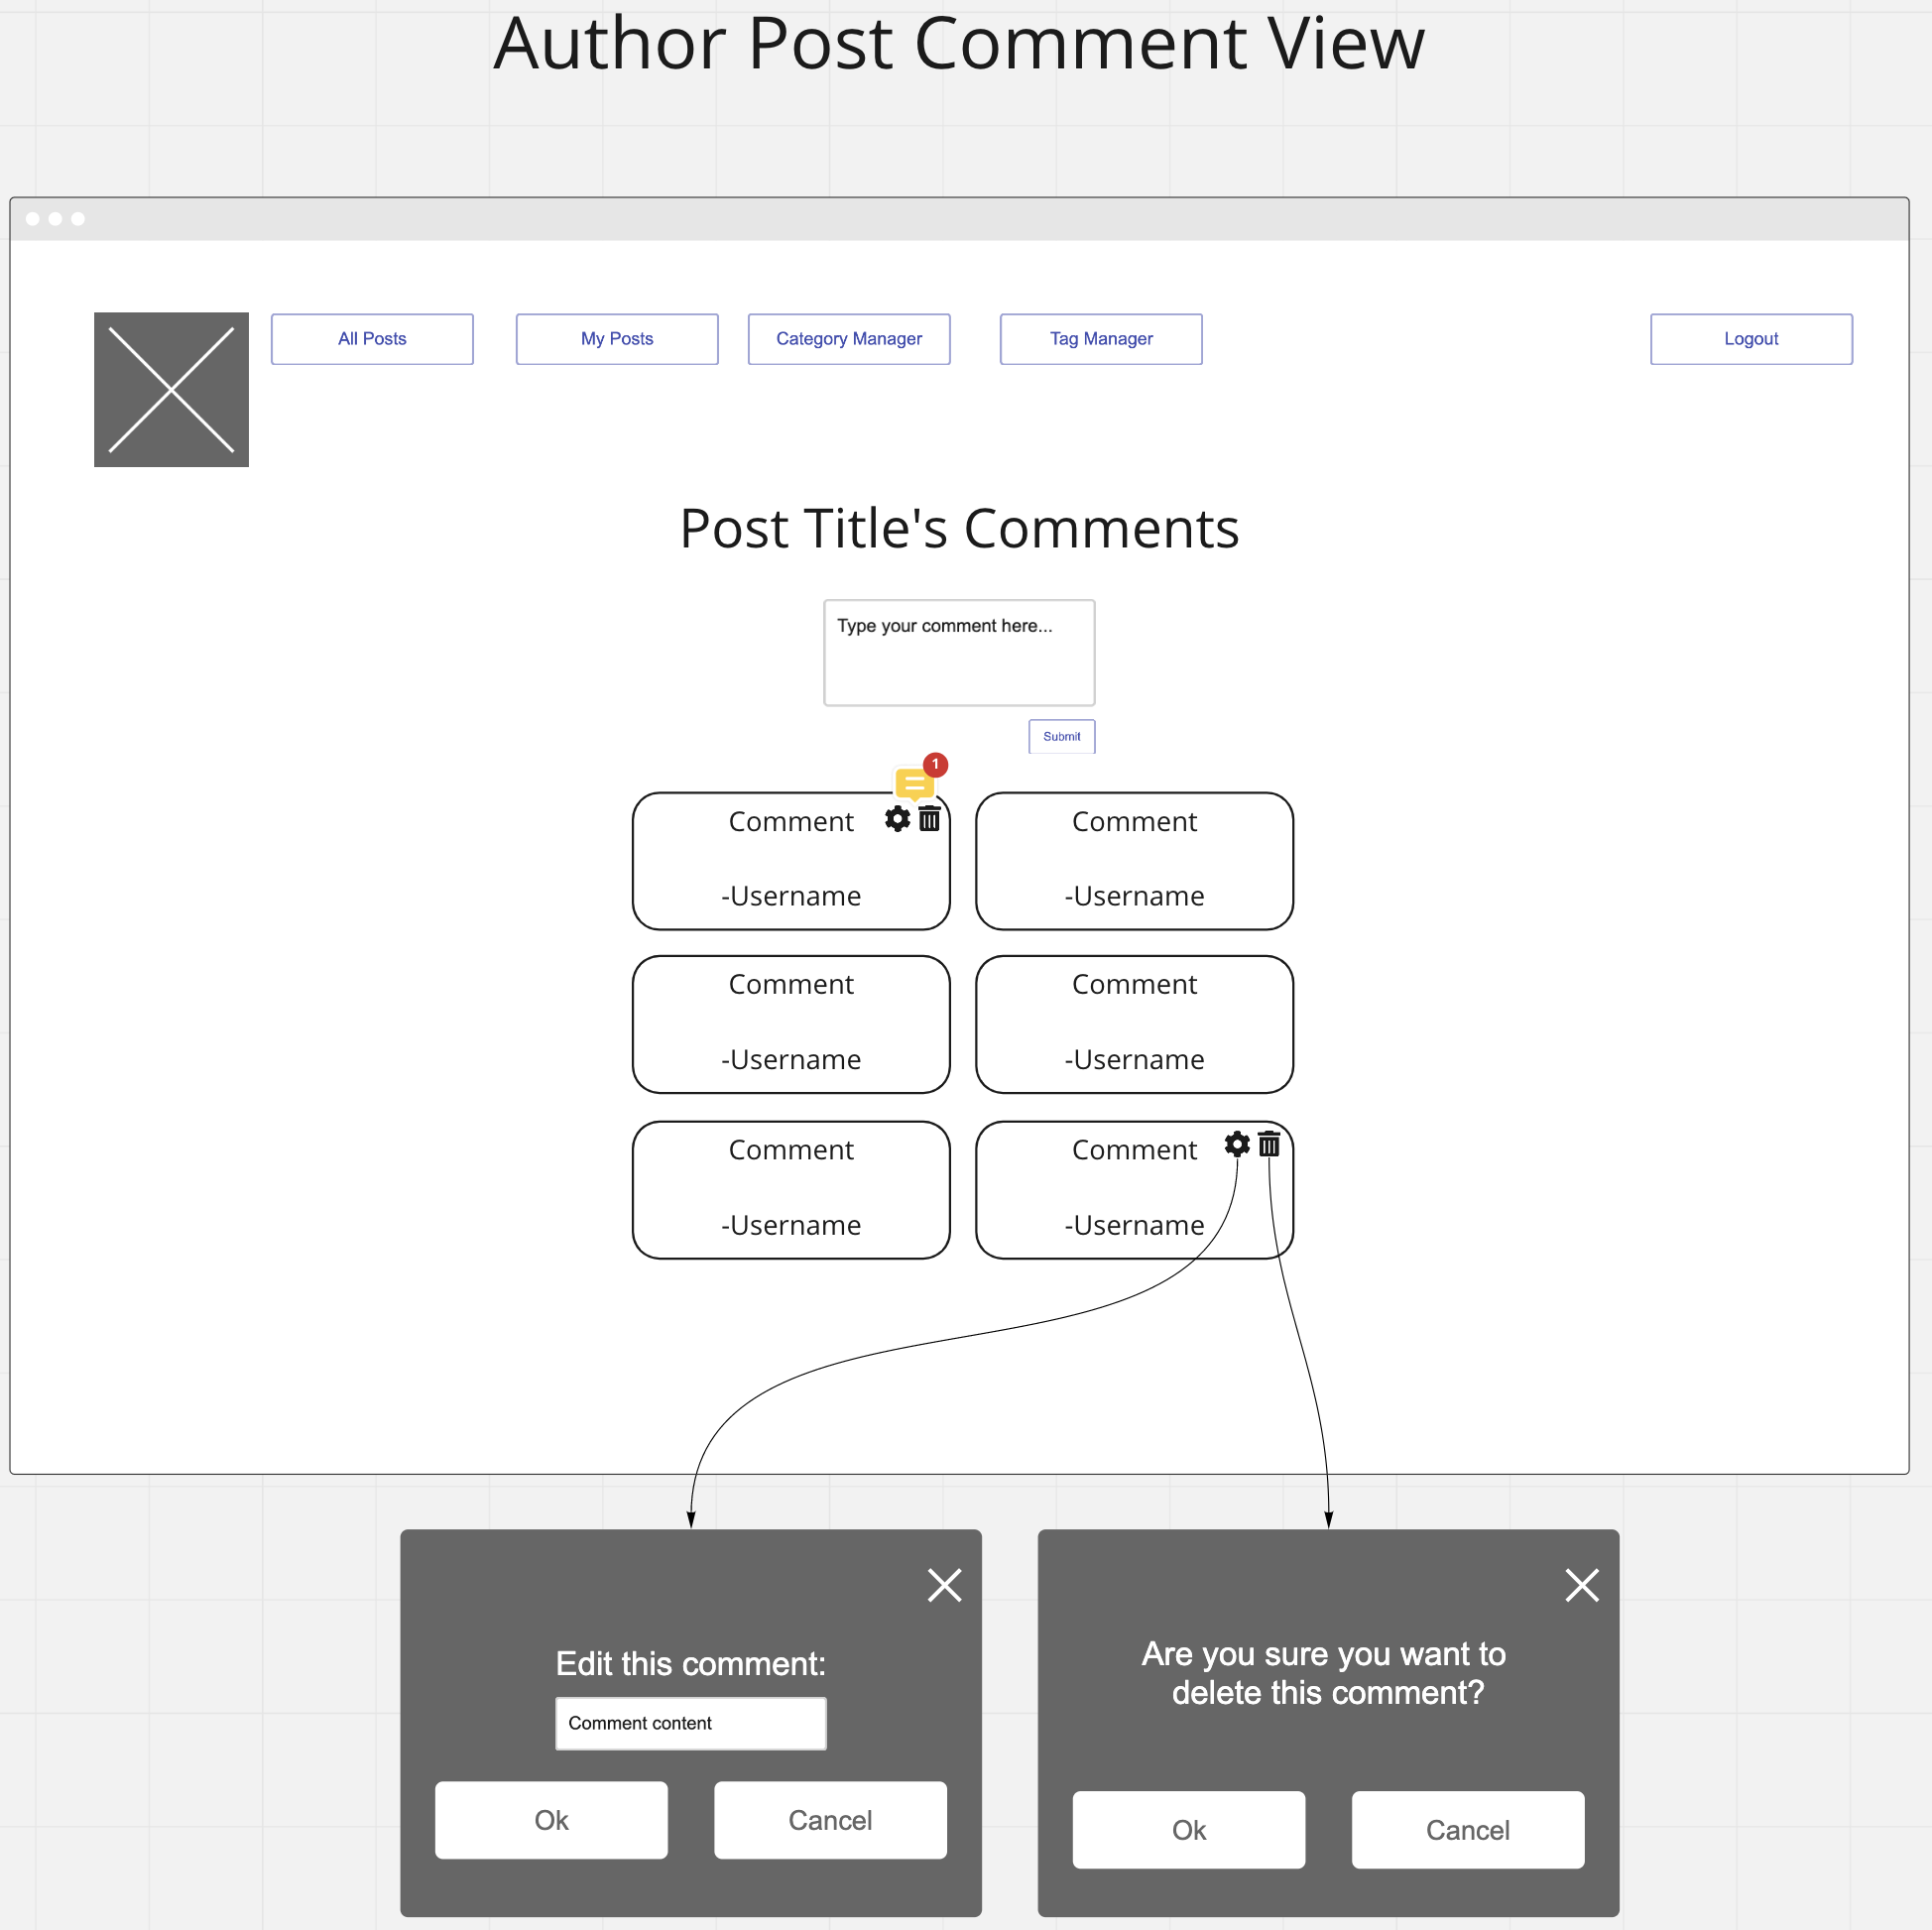 Author Post Comment View
All Posts
My Posts
Category Manager
Tag Manager
Logout
Post Title's Comments
Type your comment here...
Submit
1
Comment
-Username
Comment
-Username
Comment
-Username
Comment
-Username
Comment
-Username
Comment
-Username
Edit this comment:
Comment content
Ok
Cancel
Are you sure you want to
delete this comment?
Ok
Cancel